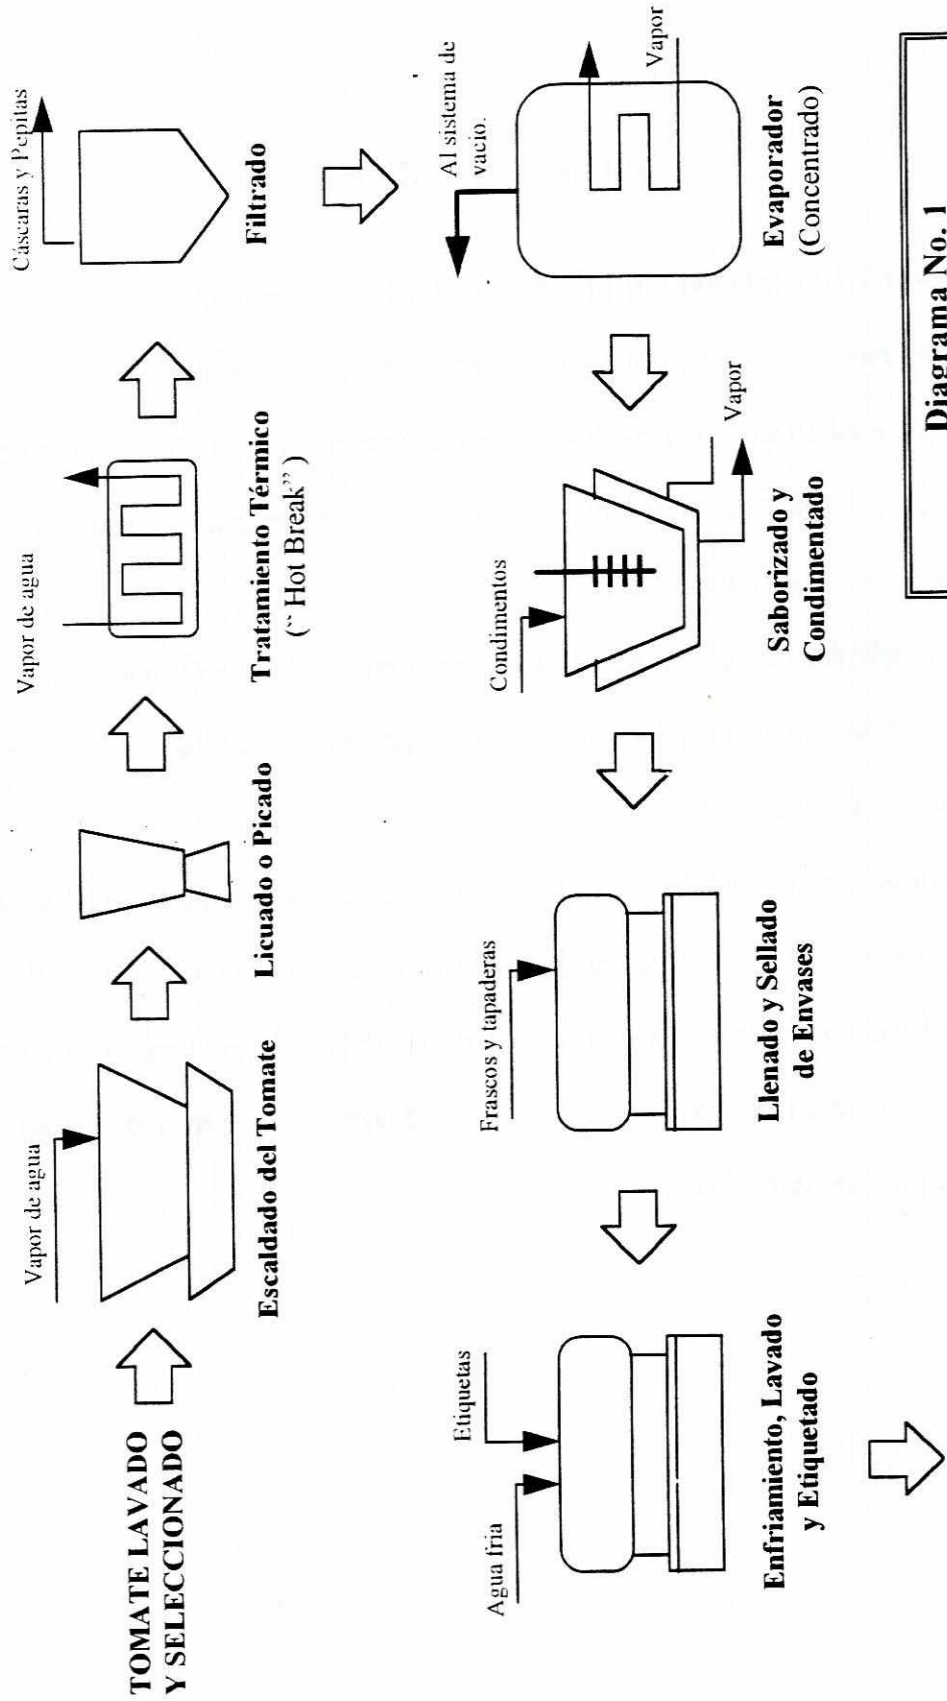 TOMATE LAVADO
Y SELECCIONADO
Vapor de agua
Escaldado del Tomate
Licuado o Picado
Vapor de agua
Tratamiento Térmico
(`` Hot Break'' )
Cáscaras y Pepitas
Filtrado
Al sistema de
vacio.
Vapor
Evaporador
(Concentrado)
Condimentos
Vapor
Saborizado y
Condimentado
Frascos y tapaderas
Llenado y Sellado
de Envases
Etiquetas
Agua fria
Enfriamiento, Lavado
y Etiquetado
Diagrama No. 1